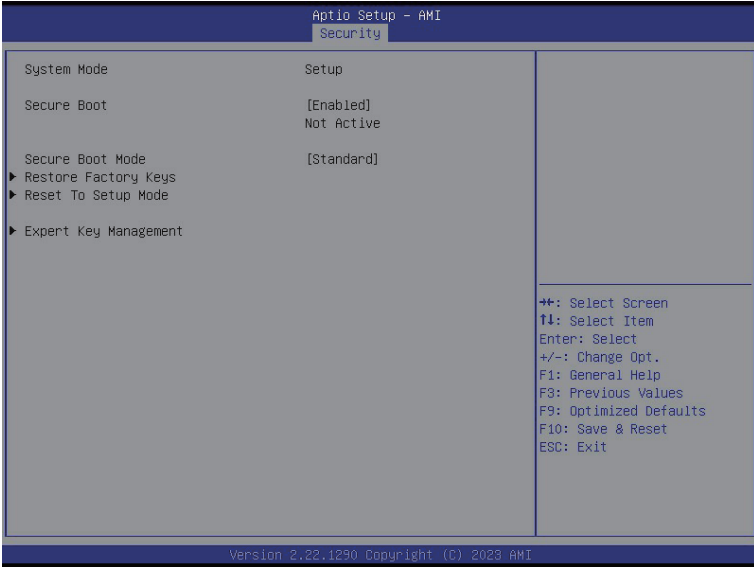 Aptio Setup – AMI
Security
System Mode Setup
Secure Boot [Enabled]
Not Active
Secure Boot Mode [Standard]
▶ Restore Factory Keys
▶ Reset To Setup Mode
▶ Expert Key Management
→←: Select Screen
↑↓: Select Item
Enter: Select
+/-: Change Opt.
F1: General Help
F3: Previous Values
F9: Optimized Defaults
F10: Save & Reset
ESC: Exit
Version 2.22.1290 Copyright (C) 2023 AMI